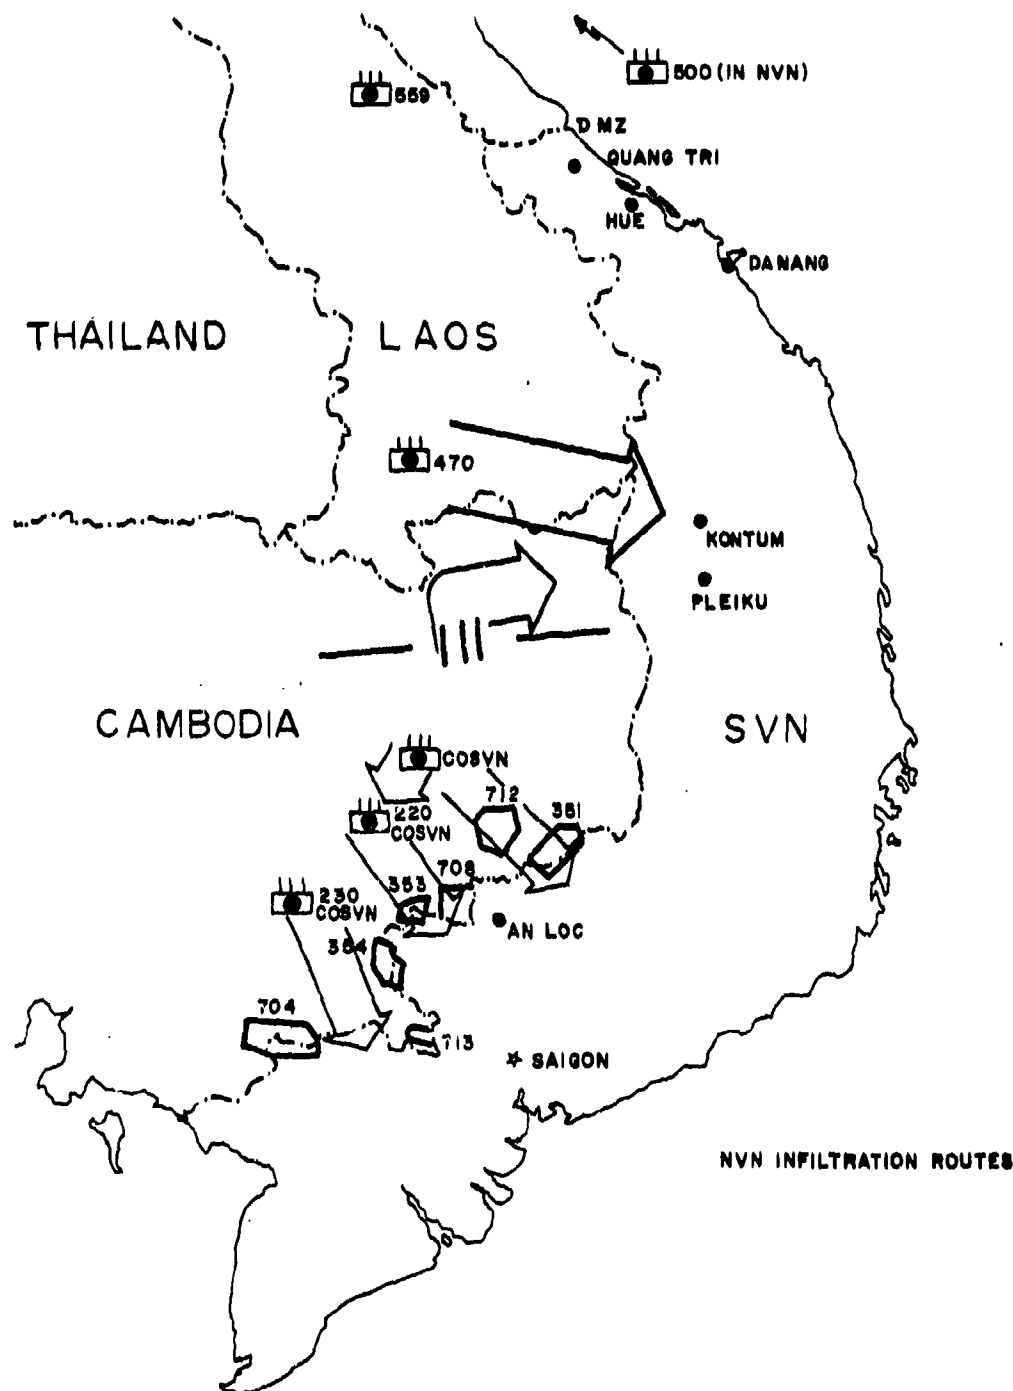 500 (IN NVN)
559
DMZ
QUANG TRI
HUE
DANANG
THAILAND
LAOS
470
KONTUM
PLEIKU
CAMBODIA
SVN
COSVN
712
351
220
COSVN
708
353
230
COSVN
AN LOC
354
704
713
SAIGON
NVN INFILTRATION ROUTES